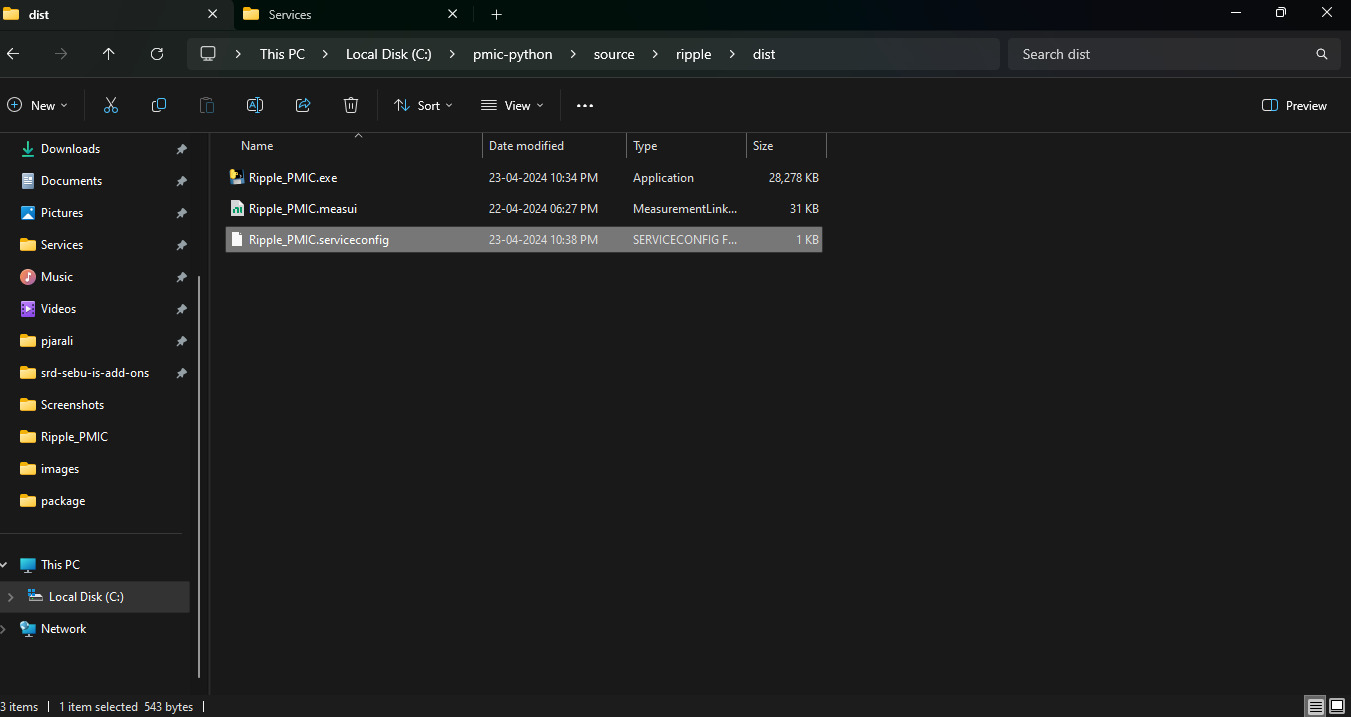 dist
Services
This PC > Local Disk (C:) > pmic-python > source > ripple > dist
Search dist
New
Sort
View
Preview
Downloads
Documents
Pictures
Services
Music
Videos
pjarali
srd-sebu-is-add-ons
Screenshots
Ripple_PMIC
images
package
This PC
Local Disk (C:)
Network
Name Date modified Type Size
Ripple_PMIC.exe 23-04-2024 10:34 PM Application 28,278 KB
Ripple_PMIC.measui 22-04-2024 06:27 PM MeasurementLink... 31 KB
Ripple_PMIC.serviceconfig 23-04-2024 10:38 PM SERVICECONFIG F... 1 KB
3 items | 1 item selected 543 bytes |